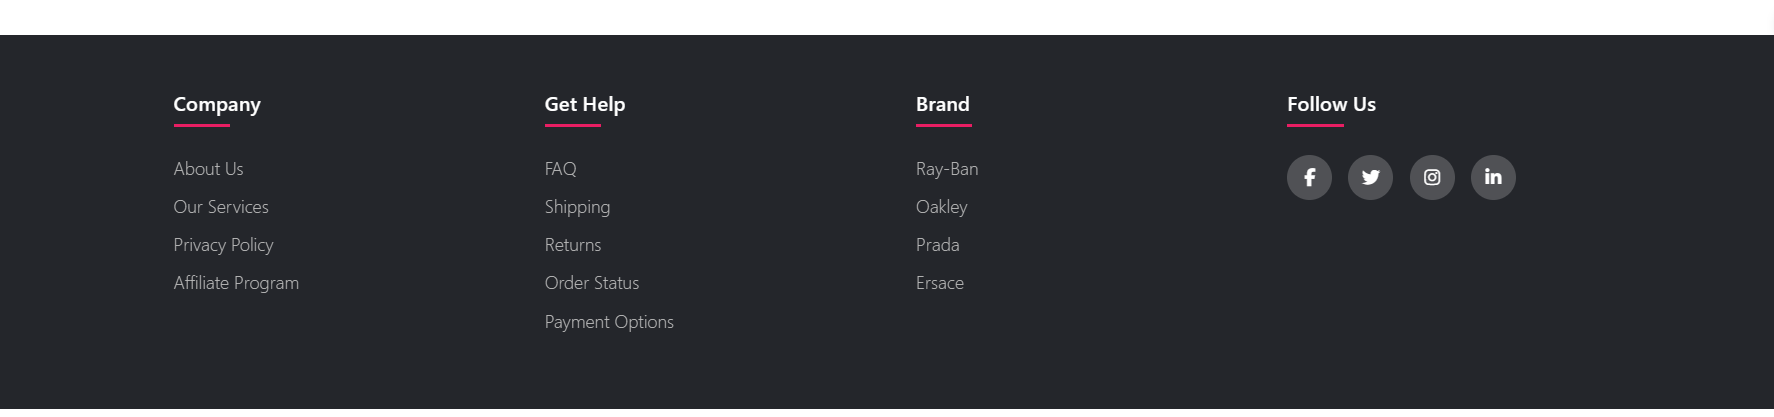 Company
About Us
Our Services
Privacy Policy
Affiliate Program
Get Help
FAQ
Shipping
Returns
Order Status
Payment Options
Brand
Ray-Ban
Oakley
Prada
Ersace
Follow Us